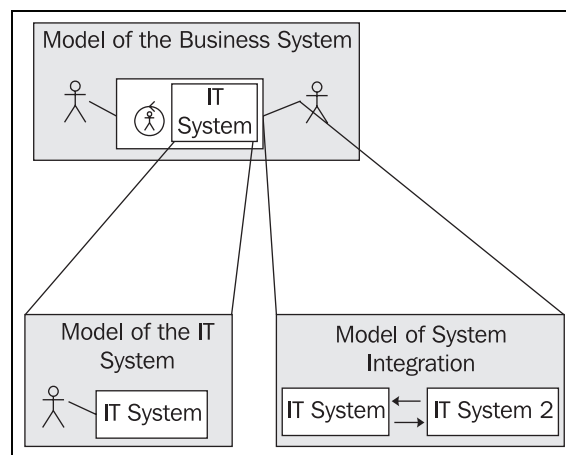 Model of the Business System
IT
System
Model of the IT
System
IT System
Model of System
Integration
IT System
IT System 2